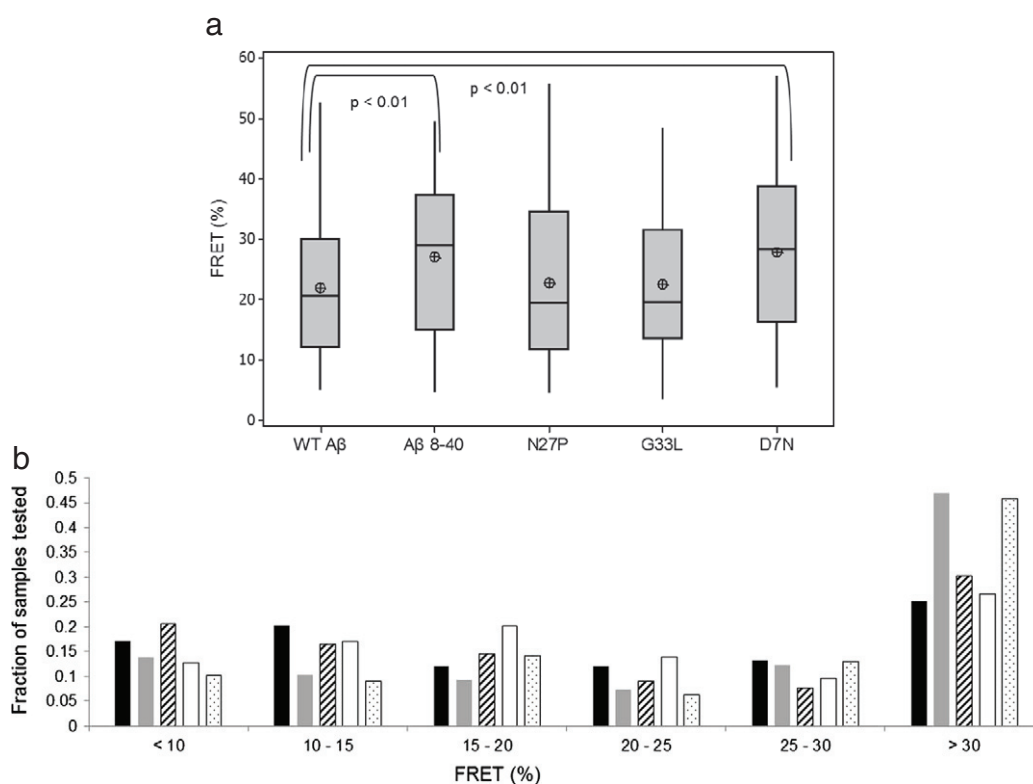 a
60
50
40
30
20
10
0
FRET (%)
p < 0.01
p < 0.01
WT Aβ Aβ 8-40 N27P G33L D7N
b
0.5
0.45
0.4
0.35
0.3
0.25
0.2
0.15
0.1
0.05
0
Fraction of samples tested
< 10 10 - 15 15 - 20 20 - 25 25 - 30 > 30
FRET (%)